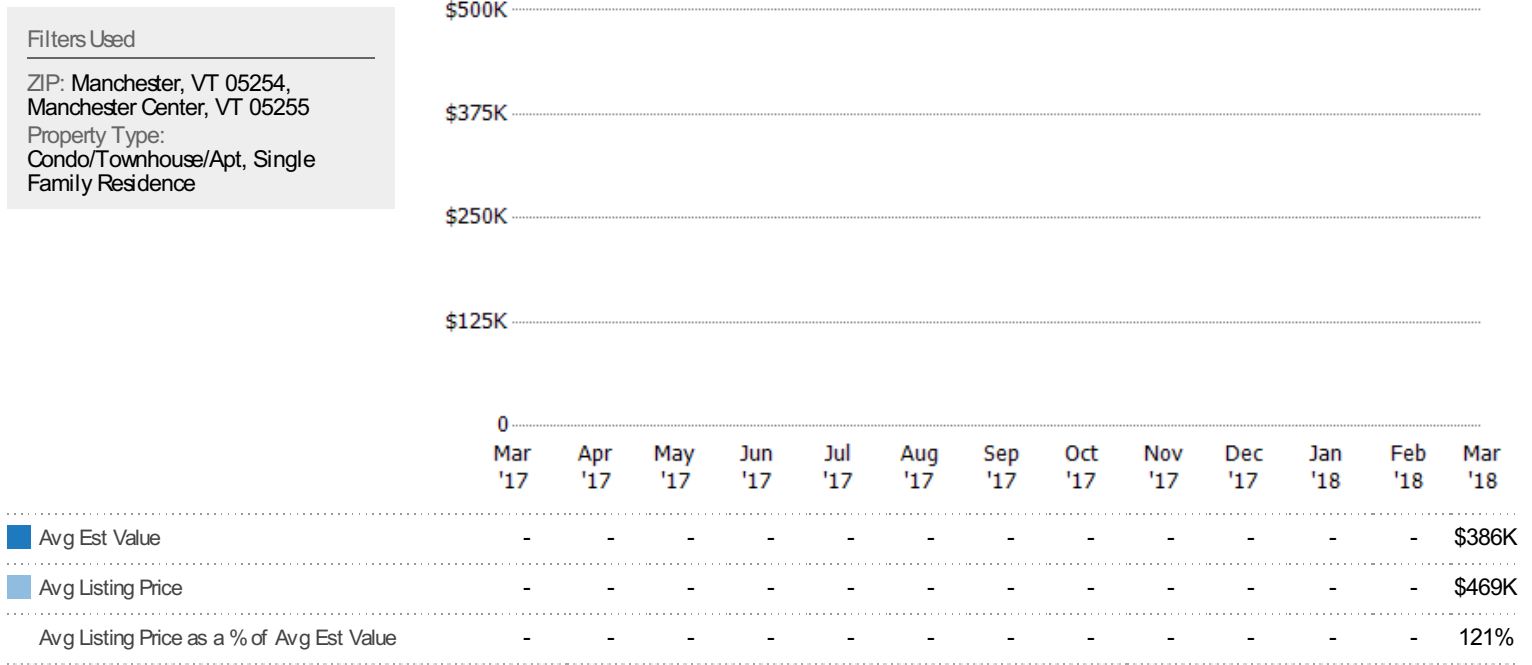 Filters Used
ZIP: Manchester, VT 05254,
Manchester Center, VT 05255
Property Type:
Condo/Townhouse/Apt, Single
Family Residence
$500K
$375K
$250K
$125K
0
Mar Apr May Jun Jul Aug Sep Oct Nov Dec Jan Feb Mar
'17 '17 '17 '17 '17 '17 '17 '17 '17 '17 '18 '18 '18
Avg Est Value - - - - - - - - - - - - $386K
Avg Listing Price - - - - - - - - - - - - $469K
Avg Listing Price as a % of Avg Est Value - - - - - - - - - - - - 121%